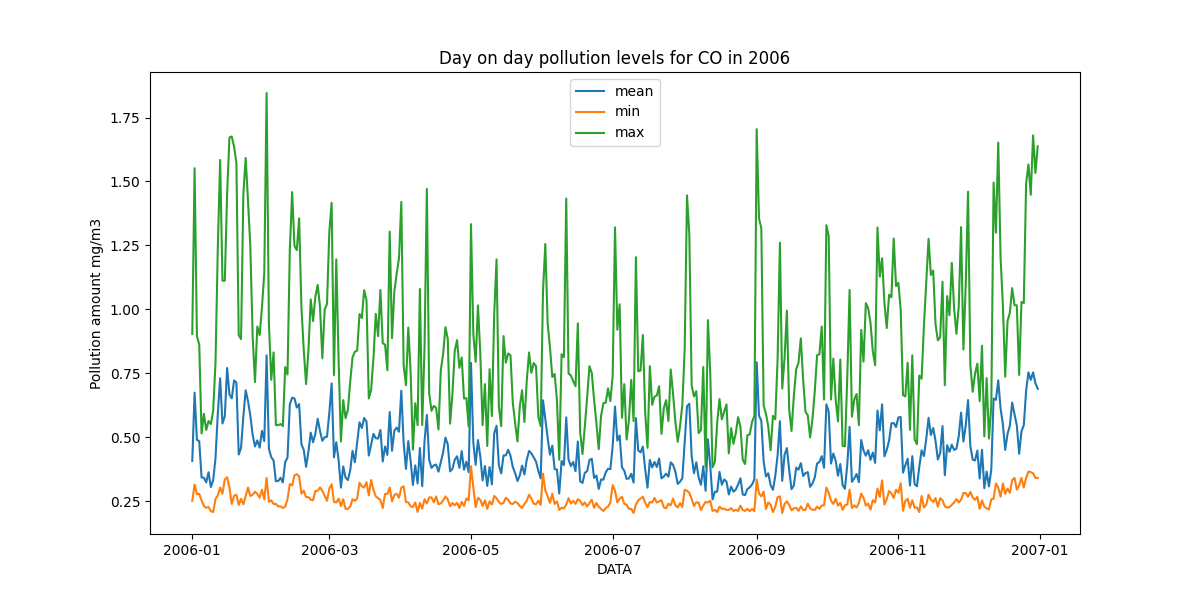 Day on day pollution levels for CO in 2006
mean
min
max
1.75
1.50
1.25
1.00
0.75
0.50
0.25
Pollution amount mg/m3
2006-01 2006-03 2006-05 2006-07 2006-09 2006-11 2007-01
DATA